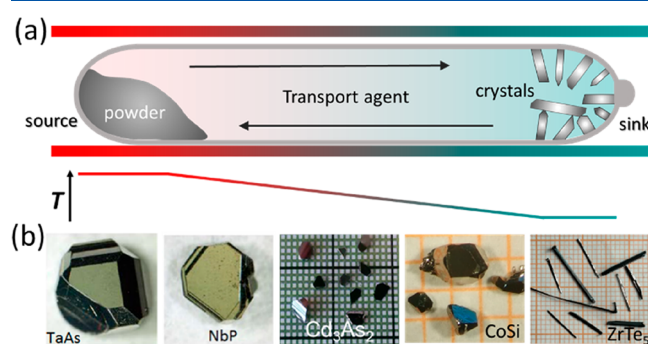 (a)
Transport agent
crystals
powder
source
sink
T
(b)
TaAs
NbP
Cd₃As₂
CoSi
ZrTe₅